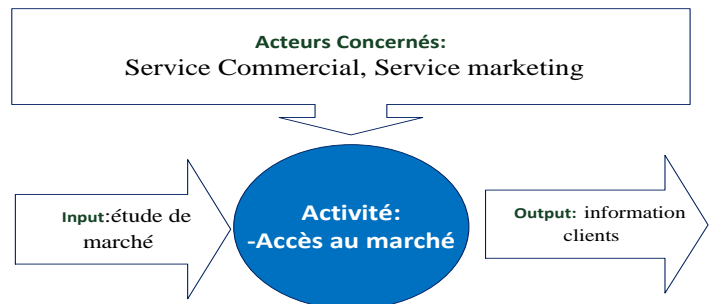 Acteurs Concernés:
Service Commercial, Service marketing
Input:étude de
marché
Activité:
-Accès au marché
Output: information
clients